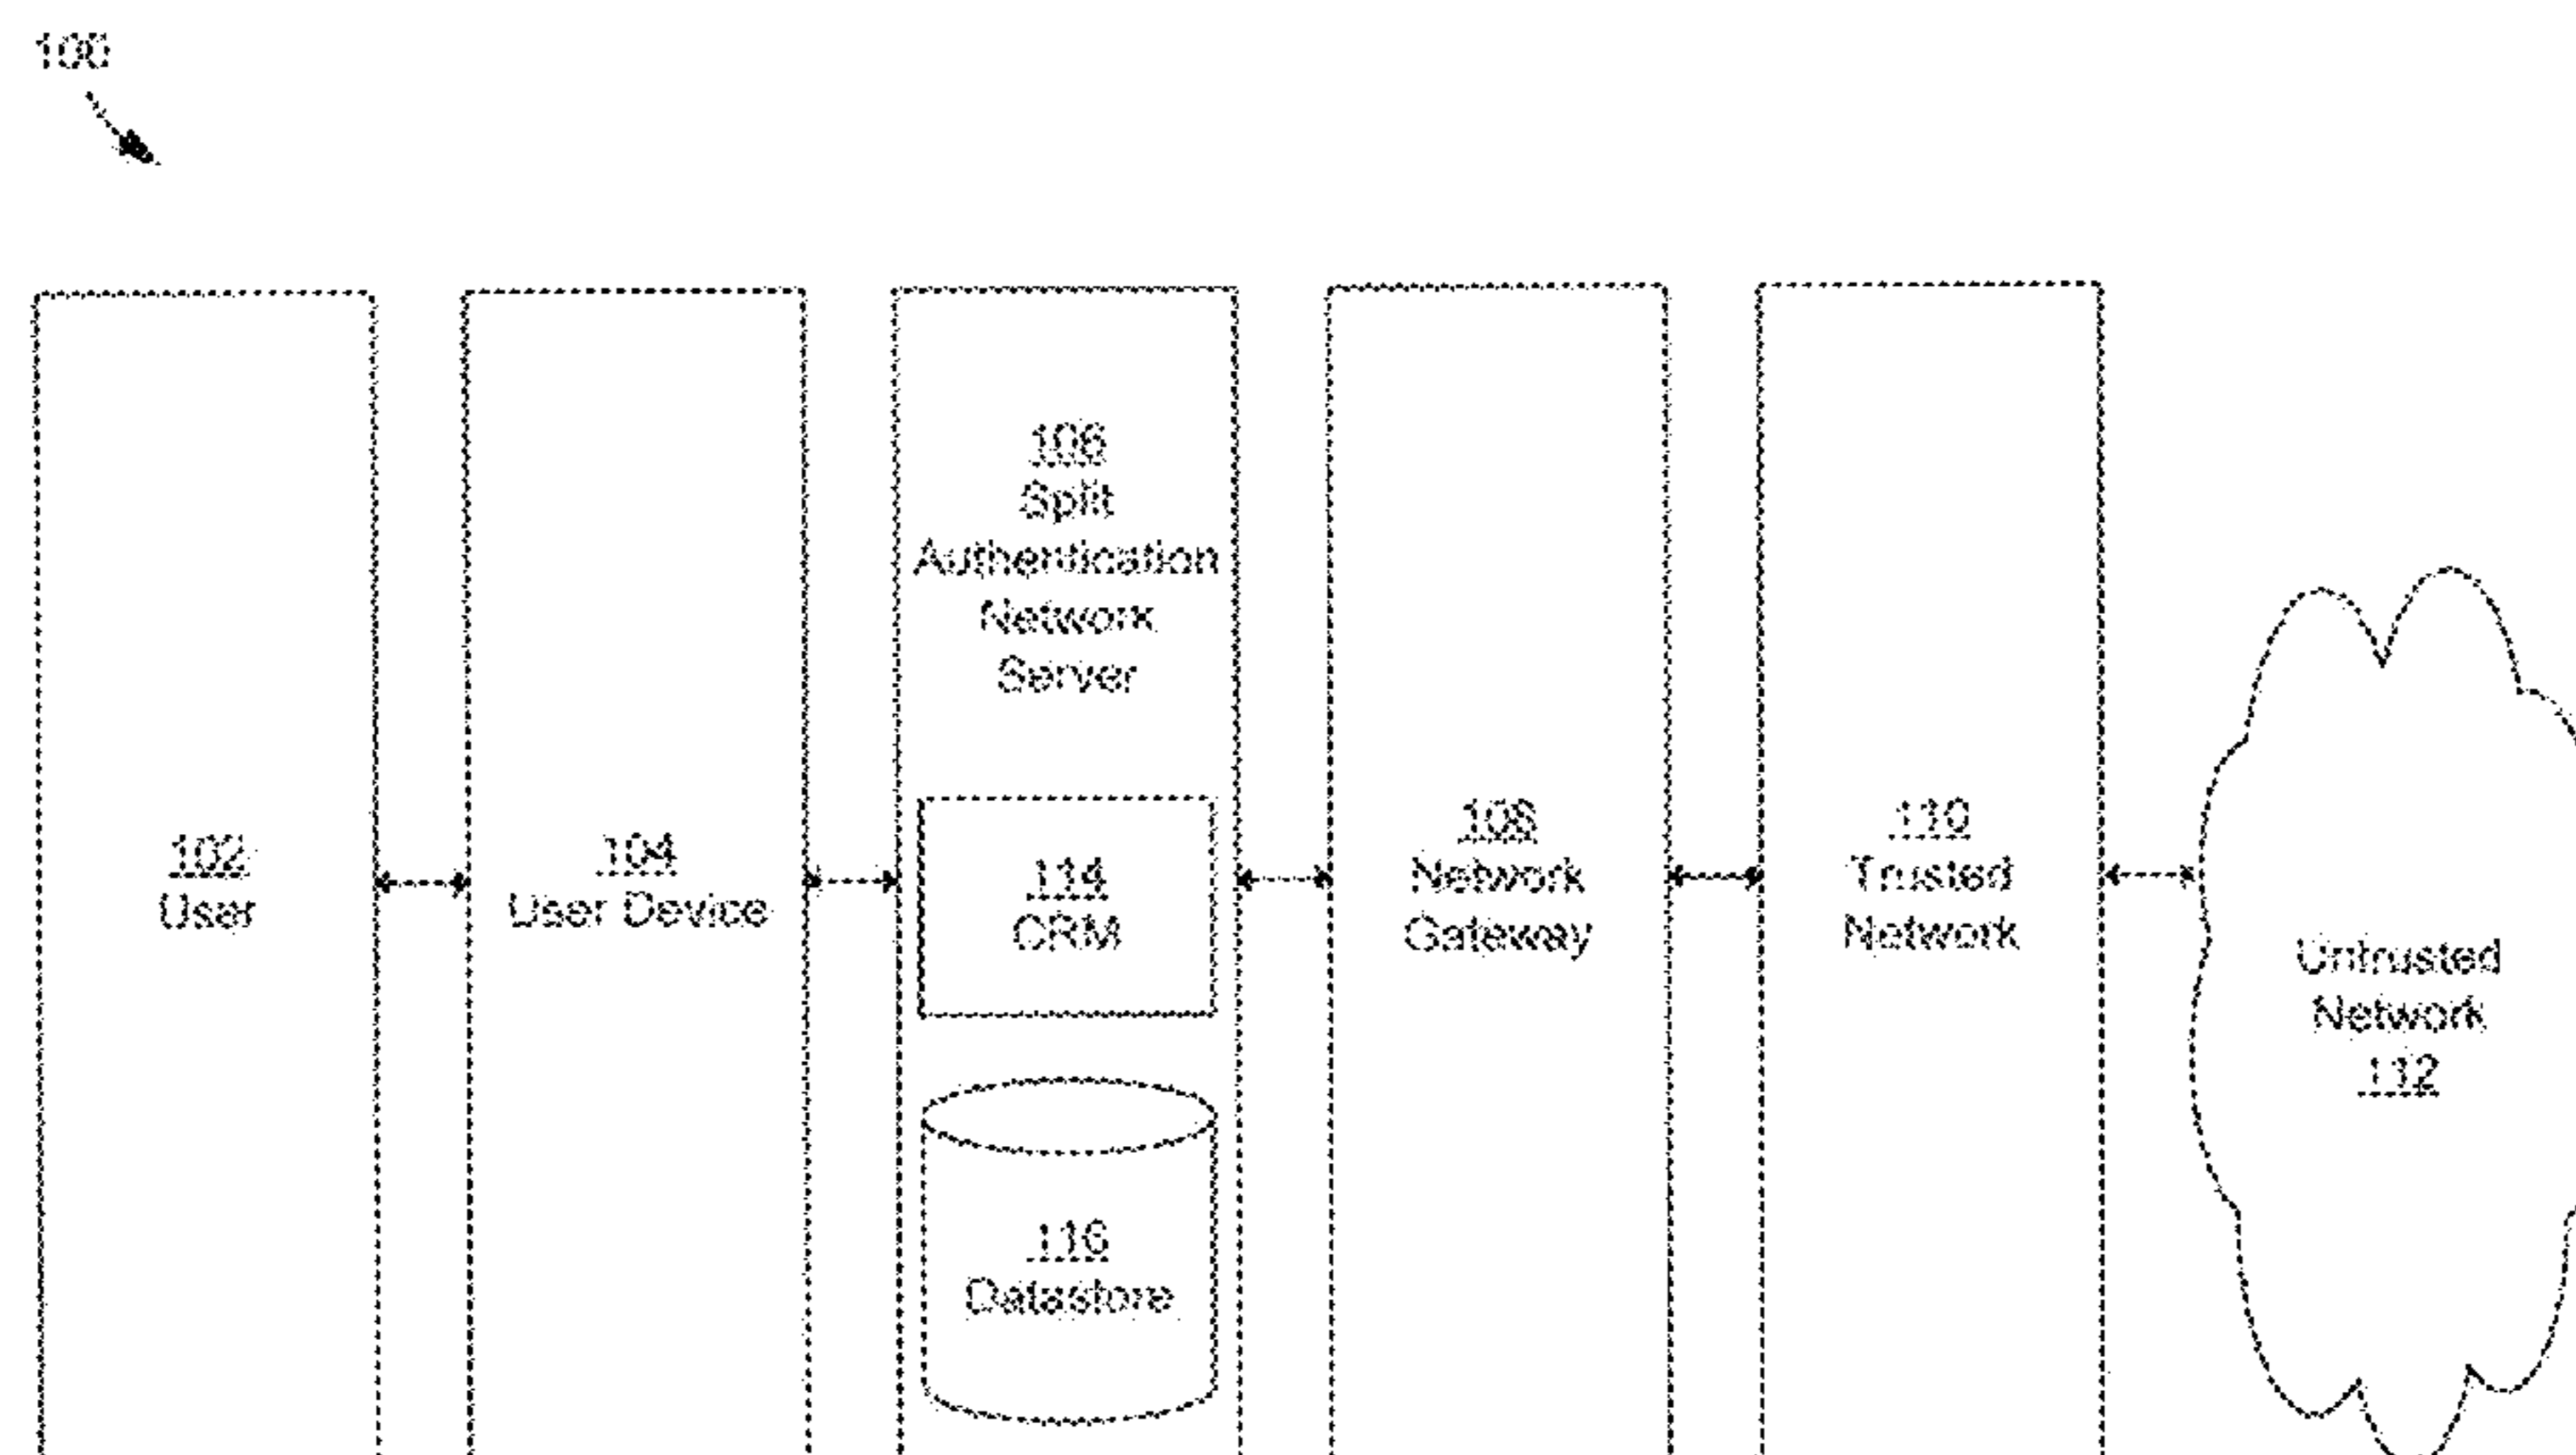 100
106
Split
Authentication
Network
Server
102
User
104
User Device
114
CRM
108
Network
Gateway
110
Trusted
Network
Untrusted
Network
112
116
Datastore